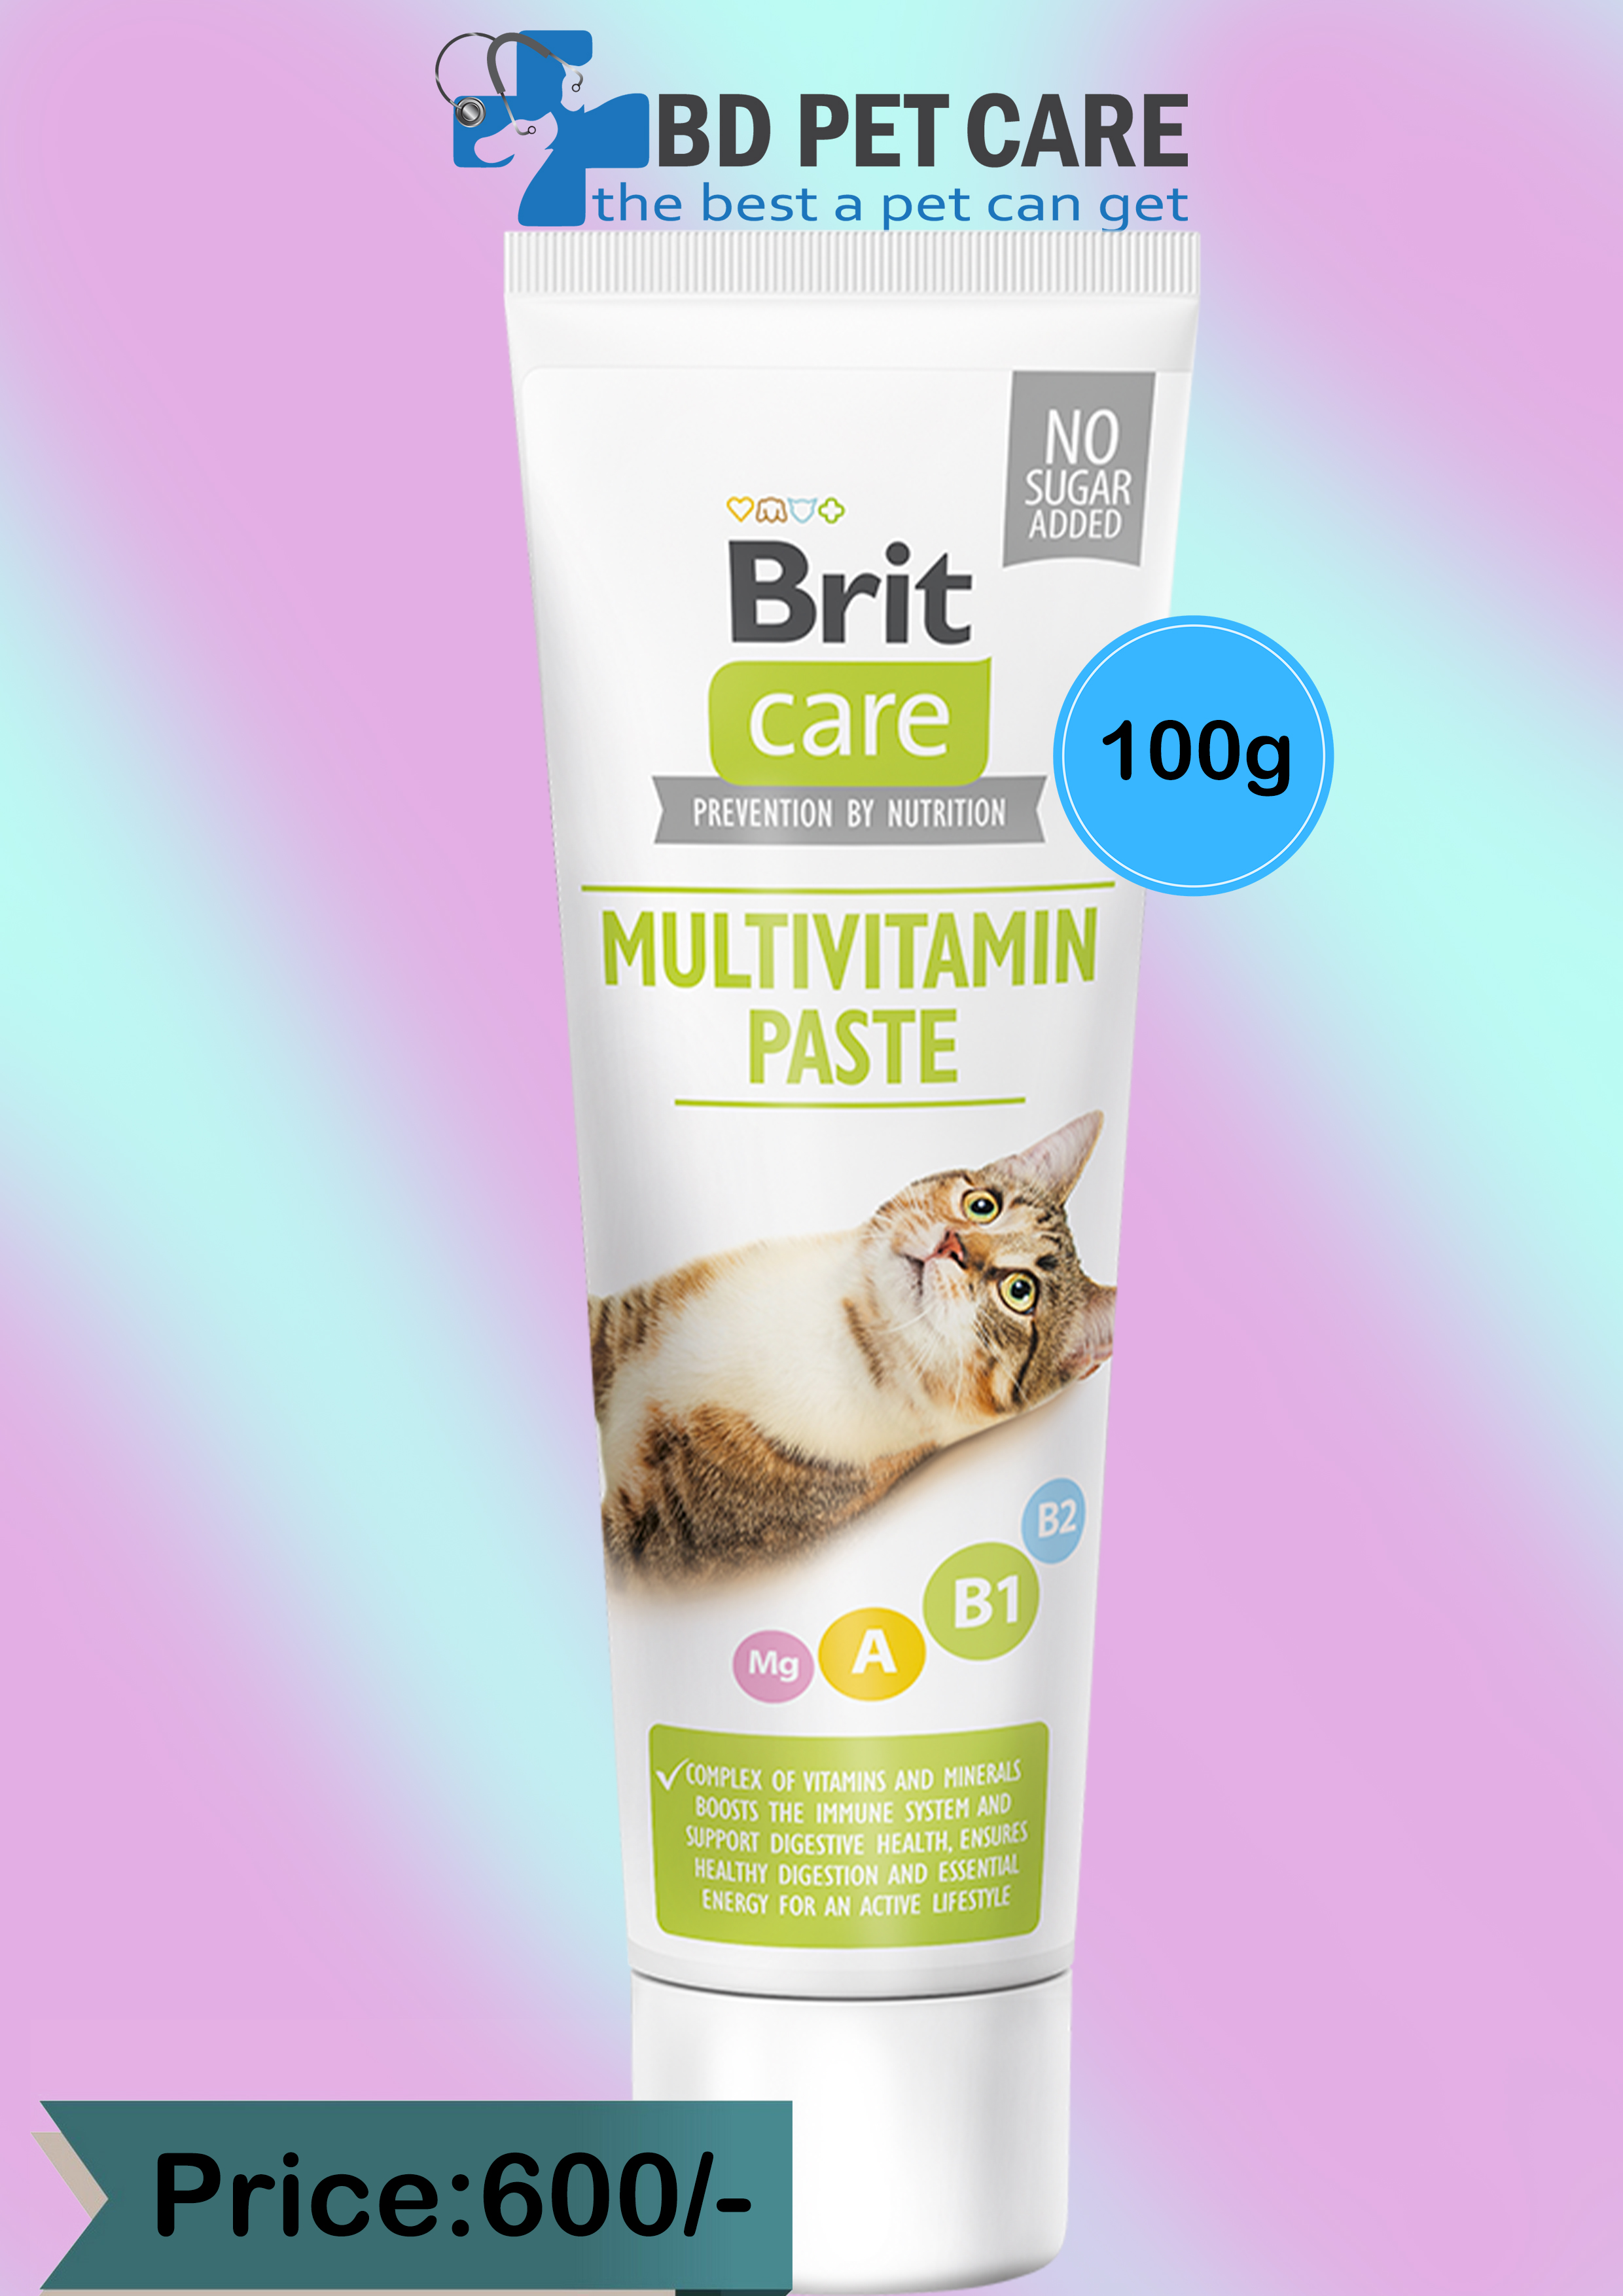 BD PET CARE
the best a pet can get
NO
SUGAR
ADDED
Brit
care
PREVENTION BY NUTRITION
100g
MULTIVITAMIN
PASTE
B2
B1
A
Mg
COMPLEX OF VITAMINS AND MINERALS
BOOSTS THE IMMUNE SYSTEM AND
SUPPORT DIGESTIVE HEALTH, ENSURES
HEALTHY DIGESTION AND ESSENTIAL
ENERGY FOR AN ACTIVE LIFESTYLE
Price:600/-